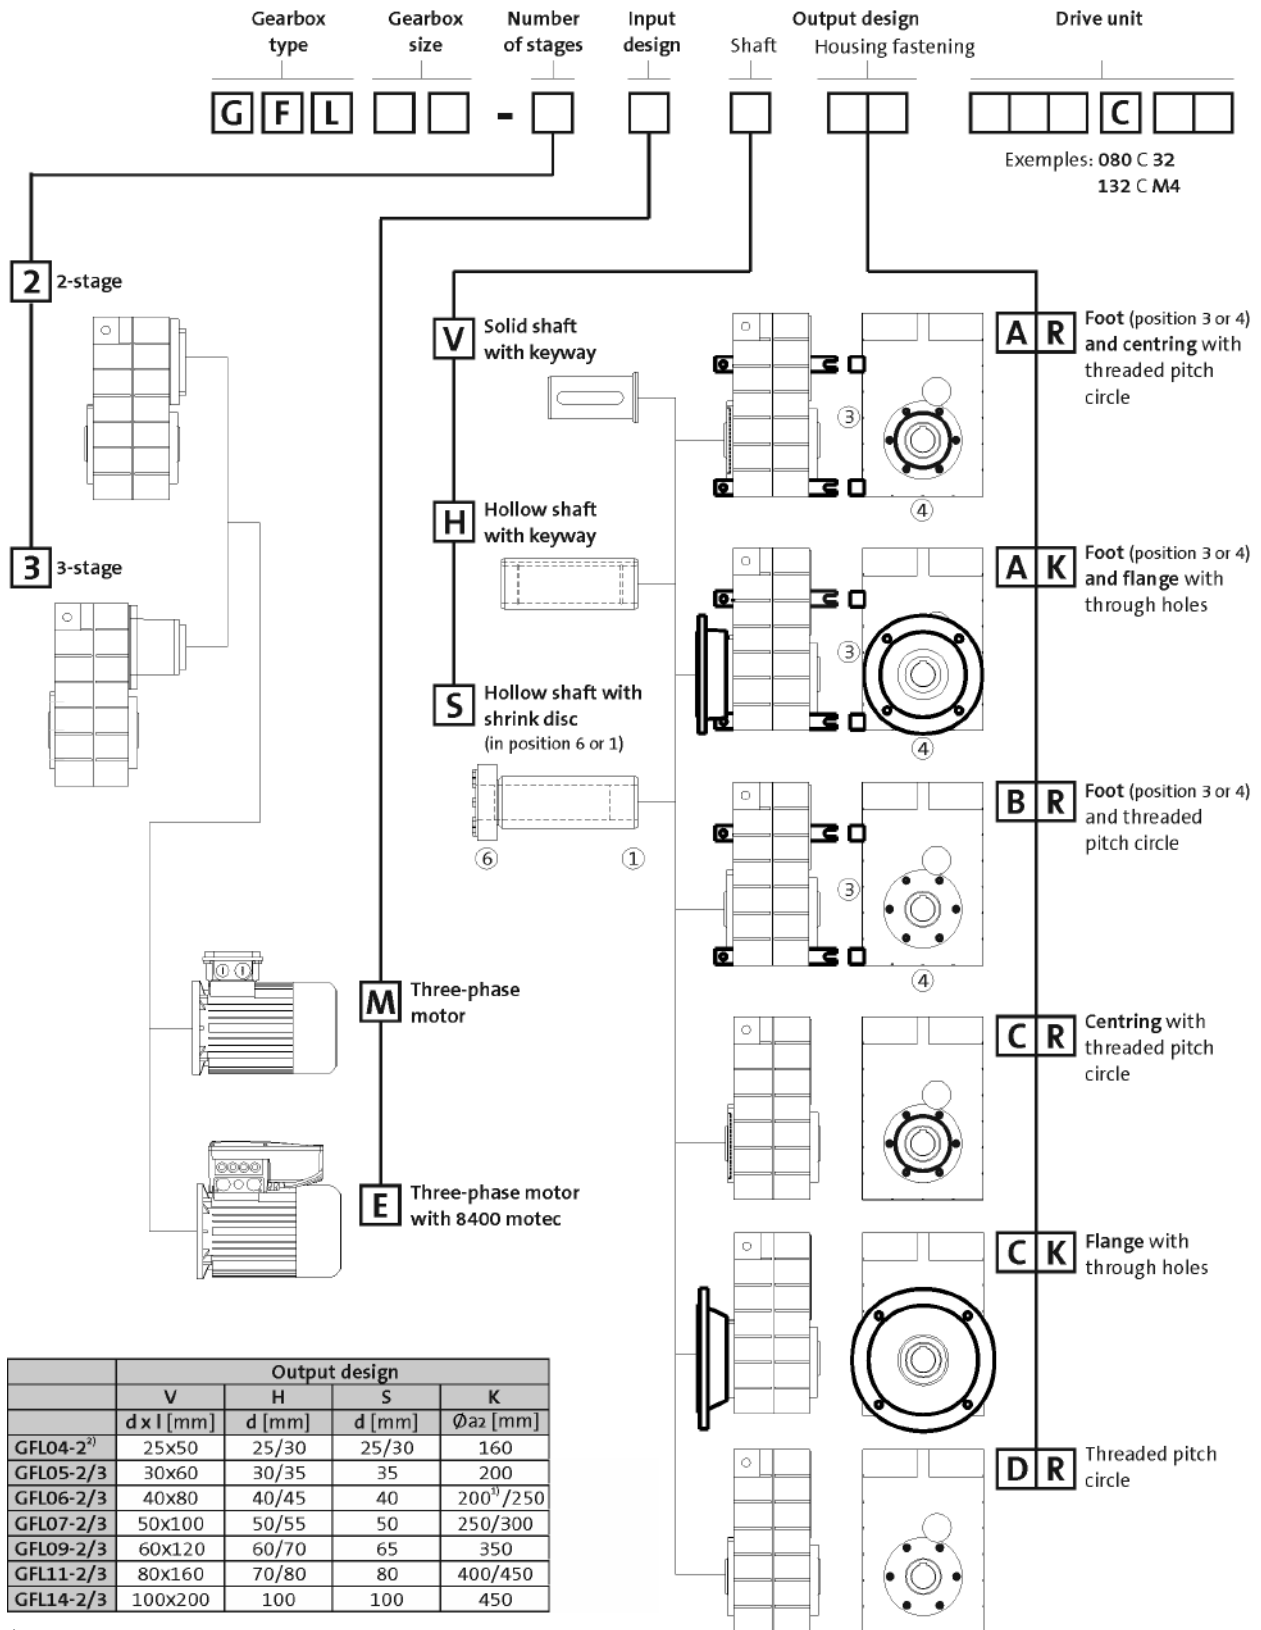 Gearbox type
Gearbox size
Number of stages
Input design
Output design
Shaft
Housing fastening
Drive unit
G F L - C
Exemples: 080 C 32
132 C M4
2 2-stage
3 3-stage
V Solid shaft
with keyway
H Hollow shaft
with keyway
S Hollow shaft with
shrink disc
(in position 6 or 1)
6 1
M Three-phase
motor
E Three-phase motor
with 8400 motec
A R Foot (position 3 or 4)
and centring with
threaded pitch
circle
3
4
A K Foot (position 3 or 4)
and flange with
through holes
3
4
B R Foot (position 3 or 4)
and threaded
pitch circle
3
4
C R Centring with
threaded pitch
circle
C K Flange with
through holes
D R Threaded pitch
circle
Output design
V H S K
d x l [mm] d [mm] d [mm] Øa2 [mm]
GFL04-2²⁾ 25x50 25/30 25/30 160
GFL05-2/3 30x60 30/35 35 200
GFL06-2/3 40x80 40/45 40 200¹⁾/250
GFL07-2/3 50x100 50/55 50 250/300
GFL09-2/3 60x120 60/70 65 350
GFL11-2/3 80x160 70/80 80 400/450
GFL14-2/3 100x200 100 100 450